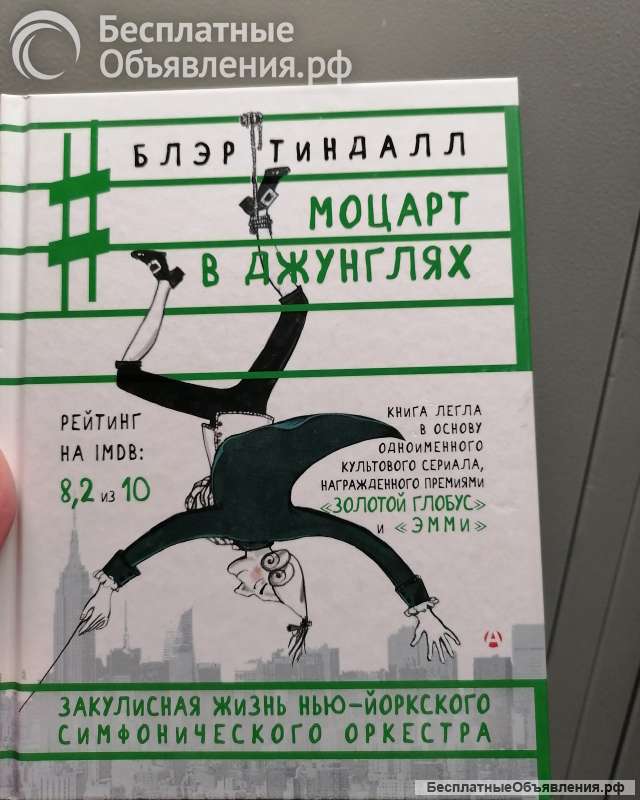 Бесплатные
Объявления.рф
БЛЭР ТИНДАЛЛ
МОЦАРТ
В ДЖУНГЛЯХ
РЕЙТИНГ
НА IMDB:
8,2 из 10
КНИГА ЛЕГЛА
В ОСНОВУ
ОДНОИМЕННОГО
КУЛЬТОВОГО СЕРИАЛА,
НАГРАЖДЕННОГО ПРЕМИЯМИ
«ЗОЛОТОЙ ГЛОБУС»
и «ЭММи»
ЗАКУЛИСНАЯ ЖИЗНЬ НЬЮ-ЙОРКСКОГО
СИМФОНИЧЕСКОГО ОРКЕСТРА
БесплатныеОбъявления.рф